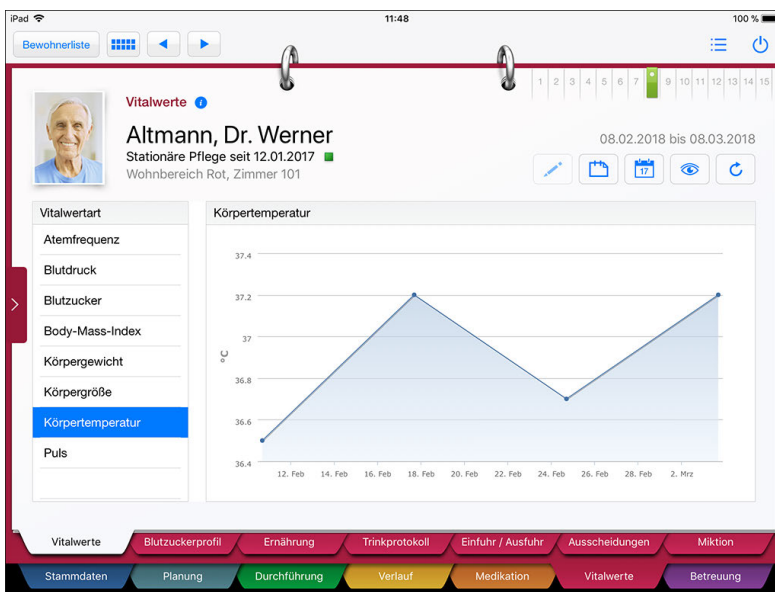 iPad 11:48 100 %
Bewohnerliste
1 2 3 4 5 6 7 9 10 11 12 13 14 15
Vitalwerte i
Altmann, Dr. Werner
Stationäre Pflege seit 12.01.2017
Wohnbereich Rot, Zimmer 101
08.02.2018 bis 08.03.2018
17
Vitalwertart
Atemfrequenz
Blutdruck
Blutzucker
Body-Mass-Index
Körpergewicht
Körpergröße
Körpertemperatur
Puls
Körpertemperatur
37.4
37.2
37
36.8
36.6
36.4
°C
12. Feb 14. Feb 16. Feb 18. Feb 20. Feb 22. Feb 24. Feb 26. Feb 28. Feb 2. Mrz
Vitalwerte Blutzuckerprofil Ernährung Trinkprotokoll Einfuhr / Ausfuhr Ausscheidungen Miktion
Stammdaten Planung Durchführung Verlauf Medikation Vitalwerte Betreuung